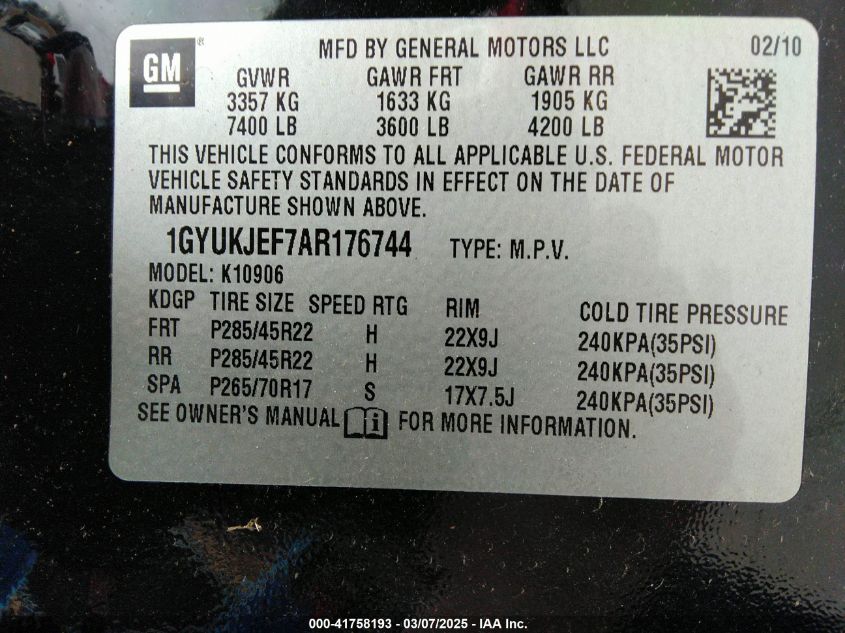 GM ® MFD BY GENERAL MOTORS LLC 02/10
GVWR GAWR FRT GAWR RR
3357 KG 1633 KG 1905 KG
7400 LB 3600 LB 4200 LB
THIS VEHICLE CONFORMS TO ALL APPLICABLE U.S. FEDERAL MOTOR
VEHICLE SAFETY STANDARDS IN EFFECT ON THE DATE OF
MANUFACTURE SHOWN ABOVE.
1GYUKJEF7AR176744 TYPE: M.P.V.
MODEL: K10906
KDGP TIRE SIZE SPEED RTG RIM COLD TIRE PRESSURE
FRT P285/45R22 H 22X9J 240KPA(35PSI)
RR P285/45R22 H 22X9J 240KPA(35PSI)
SPA P265/70R17 S 17X7.5J 240KPA(35PSI)
SEE OWNER'S MANUAL FOR MORE INFORMATION.
000-41758193 - 03/07/2025 - IAA Inc.